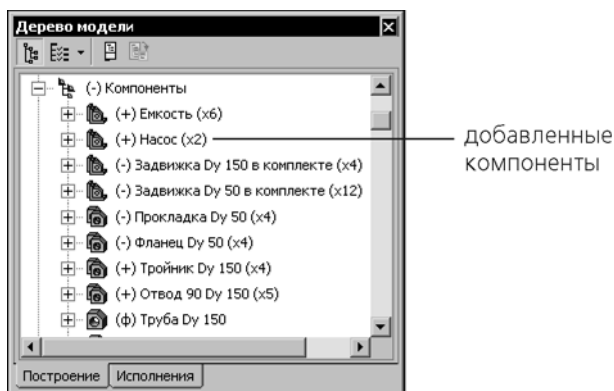 Дерево модели
(-) Компоненты
(+) Емкость (x6)
(+) Насос (x2)
добавленные
компоненты
(-) Задвижка Dy 150 в комплекте (x4)
(-) Задвижка Dy 50 в комплекте (x12)
(-) Прокладка Dy 50 (x4)
(-) Фланец Dy 50 (x4)
(+) Тройник Dy 150 (x4)
(+) Отвод 90 Dy 150 (x5)
(ф) Труба Dy 150
Построение Исполнения